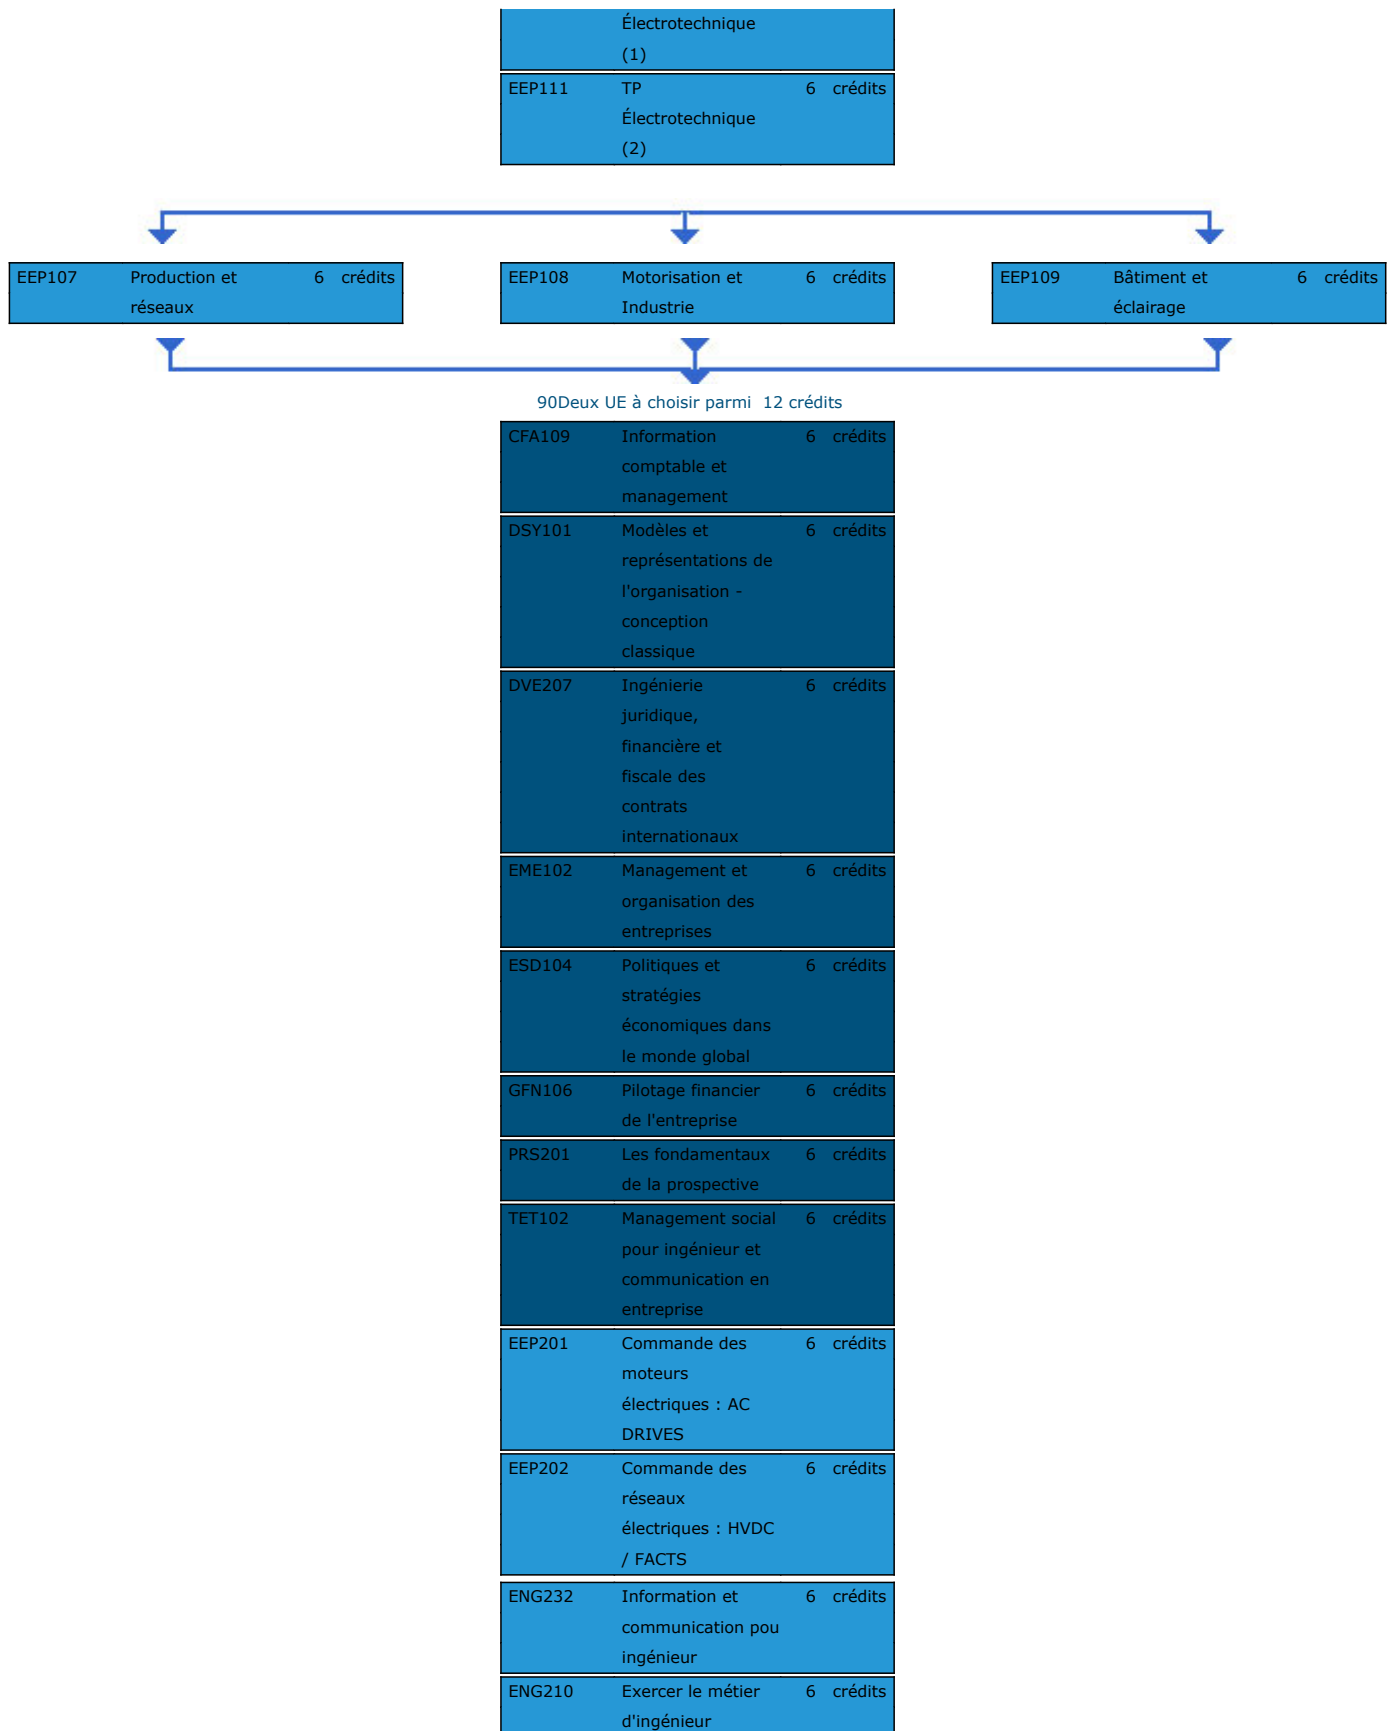 Électrotechnique
(1)
EEP111 TP 6 crédits
Électrotechnique
(2)
EEP107 Production et 6 crédits
réseaux
EEP108 Motorisation et 6 crédits
Industrie
EEP109 Bâtiment et 6 crédits
éclairage
90Deux UE à choisir parmi 12 crédits
CFA109 Information 6 crédits
comptable et
management
DSY101 Modèles et 6 crédits
représentations de
l'organisation -
conception
classique
DVE207 Ingénierie 6 crédits
juridique,
financière et
fiscale des
contrats
internationaux
EME102 Management et 6 crédits
organisation des
entreprises
ESD104 Politiques et 6 crédits
stratégies
économiques dans
le monde global
GFN106 Pilotage financier 6 crédits
de l'entreprise
PRS201 Les fondamentaux 6 crédits
de la prospective
TET102 Management social 6 crédits
pour ingénieur et
communication en
entreprise
EEP201 Commande des 6 crédits
moteurs
électriques : AC
DRIVES
EEP202 Commande des 6 crédits
réseaux
électriques : HVDC
/ FACTS
ENG232 Information et 6 crédits
communication pou
ingénieur
ENG210 Exercer le métier 6 crédits
d'ingénieur